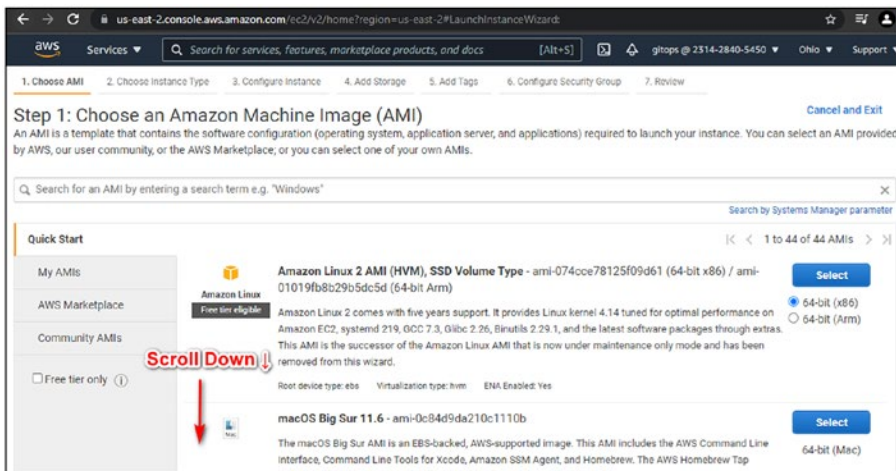 us-east-2.console.aws.amazon.com/ec2/v2/home?region=us-east-2#LaunchInstanceWizard:
aws Services ▼ Search for services, features, marketplace products, and docs [Alt+S] gitops @ 2314-2840-5450 ▼ Ohio ▼ Support
1. Choose AMI 2. Choose Instance Type 3. Configure Instance 4. Add Storage 5. Add Tags 6. Configure Security Group 7. Review
Step 1: Choose an Amazon Machine Image (AMI)
Cancel and Exit
An AMI is a template that contains the software configuration (operating system, application server, and applications) required to launch your instance. You can select an AMI provided
by AWS, our user community, or the AWS Marketplace; or you can select one of your own AMIs.
Search for an AMI by entering a search term e.g. "Windows"
Search by Systems Manager parameter
Quick Start
1 to 44 of 44 AMIs
My AMIs
AWS Marketplace
Community AMIs
Free tier only
Scroll Down ↓
Amazon Linux
Free tier eligible
Amazon Linux 2 AMI (HVM), SSD Volume Type - ami-074cce78125f09d61 (64-bit x86) / ami-
01019fb8b29b5dc5d (64-bit Arm)
Amazon Linux 2 comes with five years support. It provides Linux kernel 4.14 tuned for optimal performance on
Amazon EC2, systemd 219, GCC 7.3, Glibc 2.26, Binutils 2.29.1, and the latest software packages through extras.
This AMI is the successor of the Amazon Linux AMI that is now under maintenance only mode and has been
removed from this wizard.
Root device type: ebs Virtualization type: hvm ENA Enabled: Yes
Select
64-bit (x86)
64-bit (Arm)
macOS Big Sur 11.6 - ami-0c84d9da210c1110b
The macOS Big Sur AMI is an EBS-backed, AWS-supported image. This AMI includes the AWS Command Line
Interface, Command Line Tools for Xcode, Amazon SSM Agent, and Homebrew. The AWS Homebrew Tap
Select
64-bit (Mac)